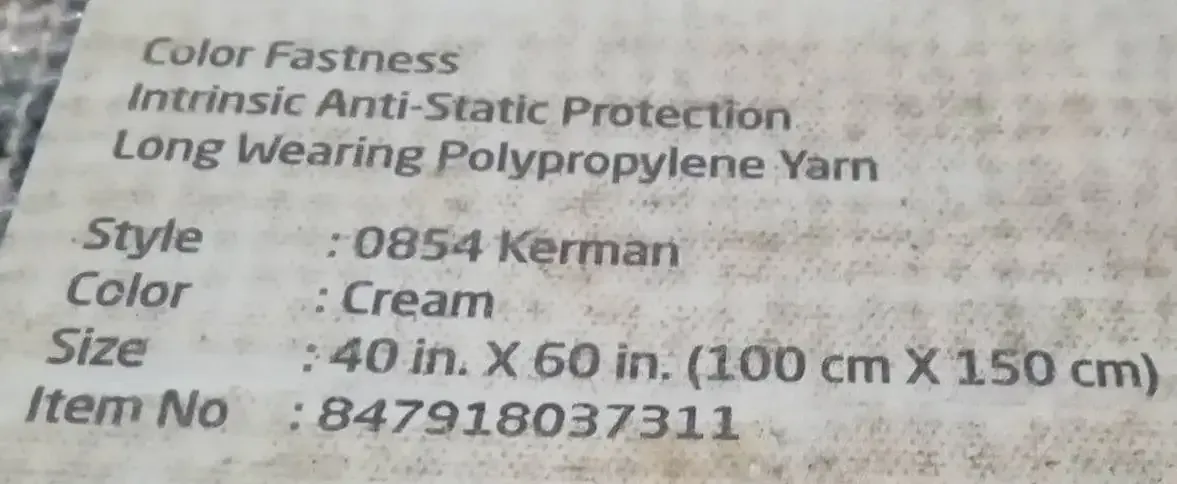 Color Fastness
Intrinsic Anti-Static Protection
Long Wearing Polypropylene Yarn
Style : 0854 Kerman
Color : Cream
Size : 40 in. X 60 in. (100 cm X 150 cm)
Item No : 847918037311